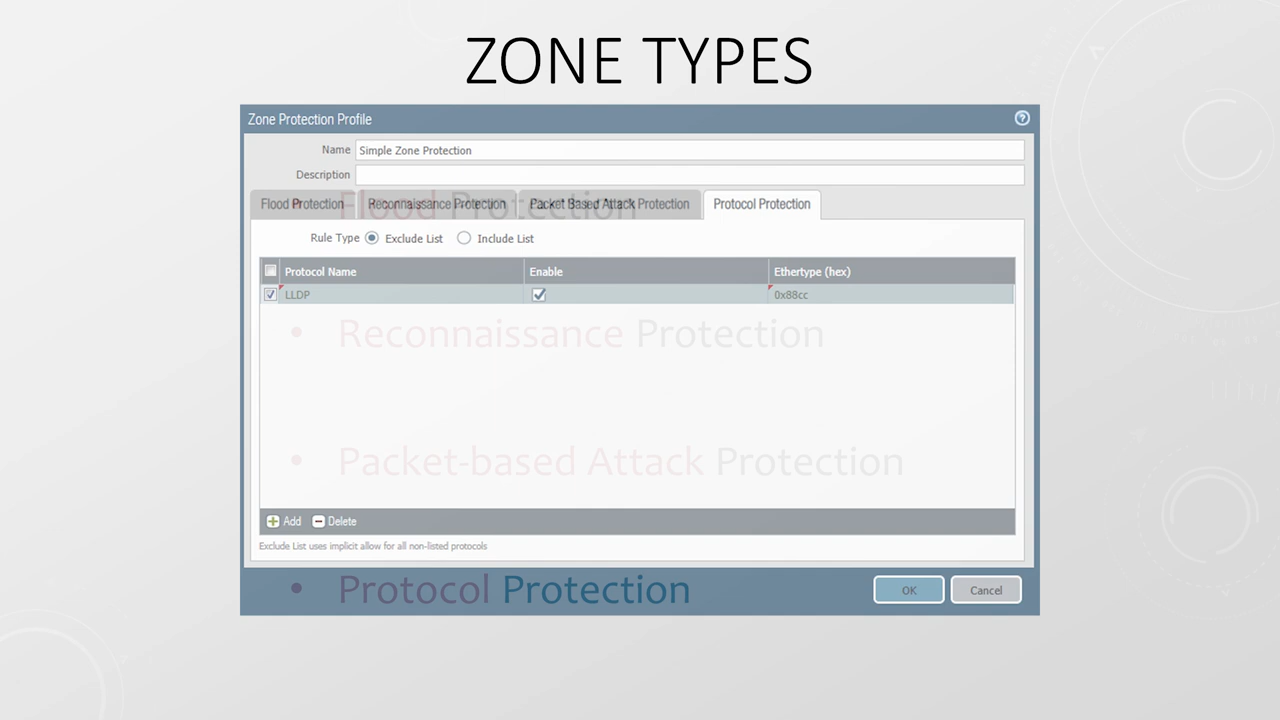 ZONE TYPES
Zone Protection Profile
Name Simple Zone Protection
Description
Flood Protection Reconnaissance Protection Packet Based Attack Protection Protocol Protection
• Flood Protection
Rule Type Exclude List Include List
Protocol Name Enable Ethertype (hex)
LLDP 0x88cc
• Reconnaissance Protection
• Packet-based Attack Protection
Add Delete
Exclude List uses implicit allow for all non-listed protocols
• Protocol Protection
OK Cancel